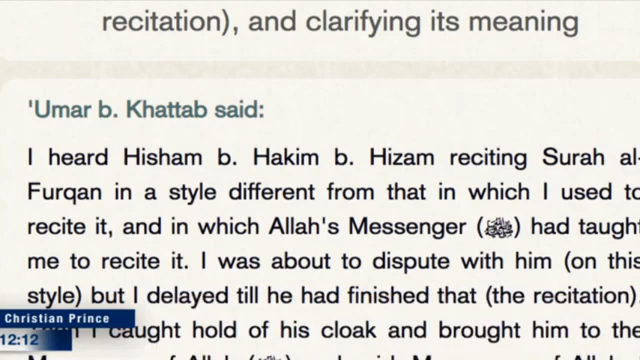 recitation), and clarifying its meaning
'Umar b. Khattab said:
I heard Hisham b. Hakim b. Hizam reciting Surah al-
Furqan in a style different from that in which I used to
recite it, and in which Allah's Messenger (ﷺ) had taught
me to recite it. I was about to dispute with him (on this
style) but I delayed till he had finished that (the recitation).
I caught hold of his cloak and brought him to the
Christian Prince
12:12